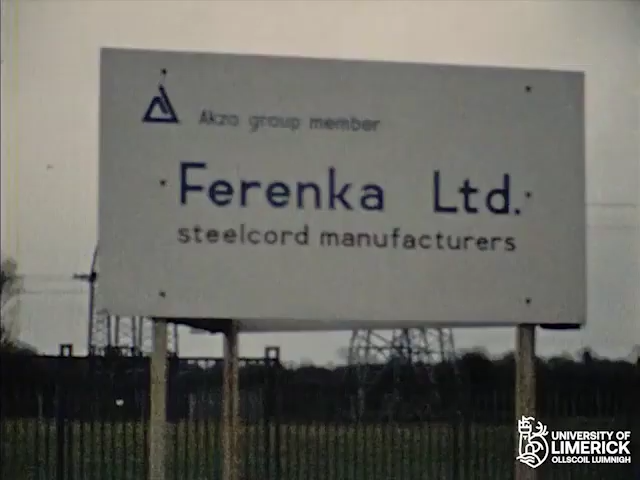 Akzo group member
Ferenka Ltd.
steelcord manufacturers
UNIVERSITY OF
LIMERICK
OLLSCOIL LUIMNIGH